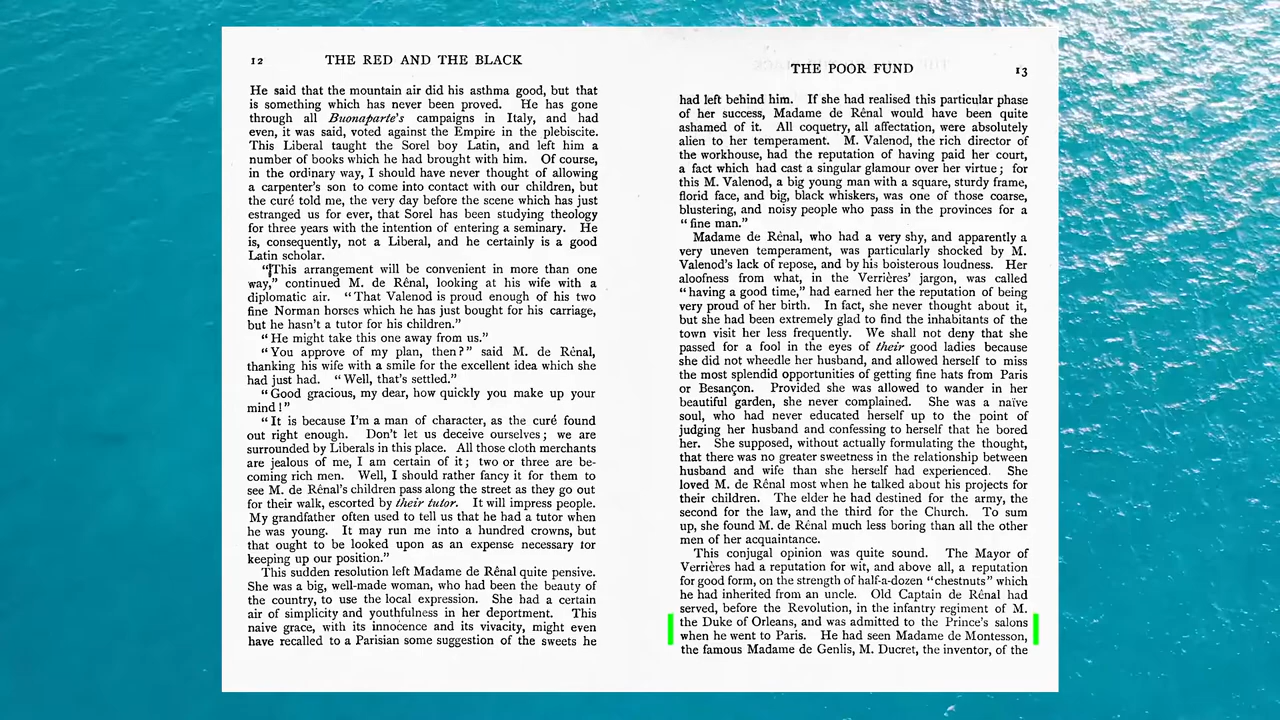 12
THE RED AND THE BLACK
He said that the mountain air did his asthma good, but that
is something which has never been proved. He has gone
through all Buonaparte's campaigns in Italy, and had
even, it was said, voted against the Empire in the plebiscite.
This Liberal taught the Sorel boy Latin, and left him a
number of books which he had brought with him. Of course,
in the ordinary way, I should have never thought of allowing
a carpenter's son to come into contact with our children, but
the curé told me, the very day before the scene which has just
estranged us for ever, that Sorel has been studying theology
for three years with the intention of entering a seminary. He
is, consequently, not a Liberal, and he certainly is a good
Latin scholar.
"This arrangement will be convenient in more than one
way," continued M. de Rênal, looking at his wife with a
diplomatic air. "That Valenod is proud enough of his two
fine Norman horses which he has just bought for his carriage,
but he hasn't a tutor for his children."
"He might take this one away from us."
"You approve of my plan, then?" said M. de Rênal,
thanking his wife with a smile for the excellent idea which she
had just had. "Well, that's settled."
"Good gracious, my dear, how quickly you make up your
mind!"
"It is because I'm a man of character, as the curé found
out right enough. Don't let us deceive ourselves; we are
surrounded by Liberals in this place. All those cloth merchants
are jealous of me, I am certain of it; two or three are be-
coming rich men. Well, I should rather fancy it for them to
see M. de Rênal's children pass along the street as they go out
for their walk, escorted by their tutor. It will impress people.
My grandfather often used to tell us that he had a tutor when
he was young. It may run me into a hundred crowns, but
that ought to be looked upon as an expense necessary for
keeping up our position."
This sudden resolution left Madame de Rênal quite pensive.
She was a big, well-made woman, who had been the beauty of
the country, to use the local expression. She had a certain
air of simplicity and youthfulness in her deportment. This
naive grace, with its innocence and its vivacity, might even
have recalled to a Parisian some suggestion of the sweets he
THE POOR FUND
13
had left behind him. If she had realised this particular phase
of her success, Madame de Rênal would have been quite
ashamed of it. All coquetry, all affectation, were absolutely
alien to her temperament. M. Valenod, the rich director of
the workhouse, had the reputation of having paid her court,
a fact which had cast a singular glamour over her virtue; for
this M. Valenod, a big young man with a square, sturdy frame,
florid face, and big, black whiskers, was one of those coarse,
blustering, and noisy people who pass in the provinces for a
"fine man."
Madame de Rênal, who had a very shy, and apparently a
very uneven temperament, was particularly shocked by M.
Valenod's lack of repose, and by his boisterous loudness. Her
aloofness from what, in the Verrières' jargon, was called
"having a good time," had earned her the reputation of being
very proud of her birth. In fact, she never thought about it,
but she had been extremely glad to find the inhabitants of the
town visit her less frequently. We shall not deny that she
passed for a fool in the eyes of their good ladies because
she did not wheedle her husband, and allowed herself to miss
the most splendid opportunities of getting fine hats from Paris
or Besançon. Provided she was allowed to wander in her
beautiful garden, she never complained. She was a naïve
soul, who had never educated herself up to the point of
judging her husband and confessing to herself that he bored
her. She supposed, without actually formulating the thought,
that there was no greater sweetness in the relationship between
husband and wife than she herself had experienced. She
loved M. de Rênal most when he talked about his projects for
their children. The elder he had destined for the army, the
second for the law, and the third for the Church. To sum
up, she found M. de Rênal much less boring than all the other
men of her acquaintance.
This conjugal opinion was quite sound. The Mayor of
Verrières had a reputation for wit, and above all, a reputation
for good form, on the strength of half-a-dozen "chestnuts" which
he had inherited from an uncle. Old Captain de Rênal had
served, before the Revolution, in the infantry regiment of M.
the Duke of Orleans, and was admitted to the Prince's salons
when he went to Paris. He had seen Madame de Montesson,
the famous Madame de Genlis, M. Ducret, the inventor, of the